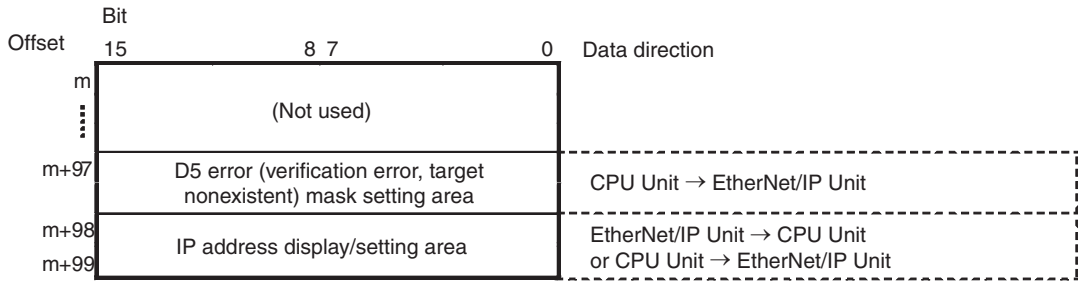 Bit
Offset 15 8 7 0 Data direction
m
(Not used)
m+97 D5 error (verification error, target
nonexistent) mask setting area
CPU Unit → EtherNet/IP Unit
m+98
IP address display/setting area
m+99
EtherNet/IP Unit → CPU Unit
or CPU Unit → EtherNet/IP Unit